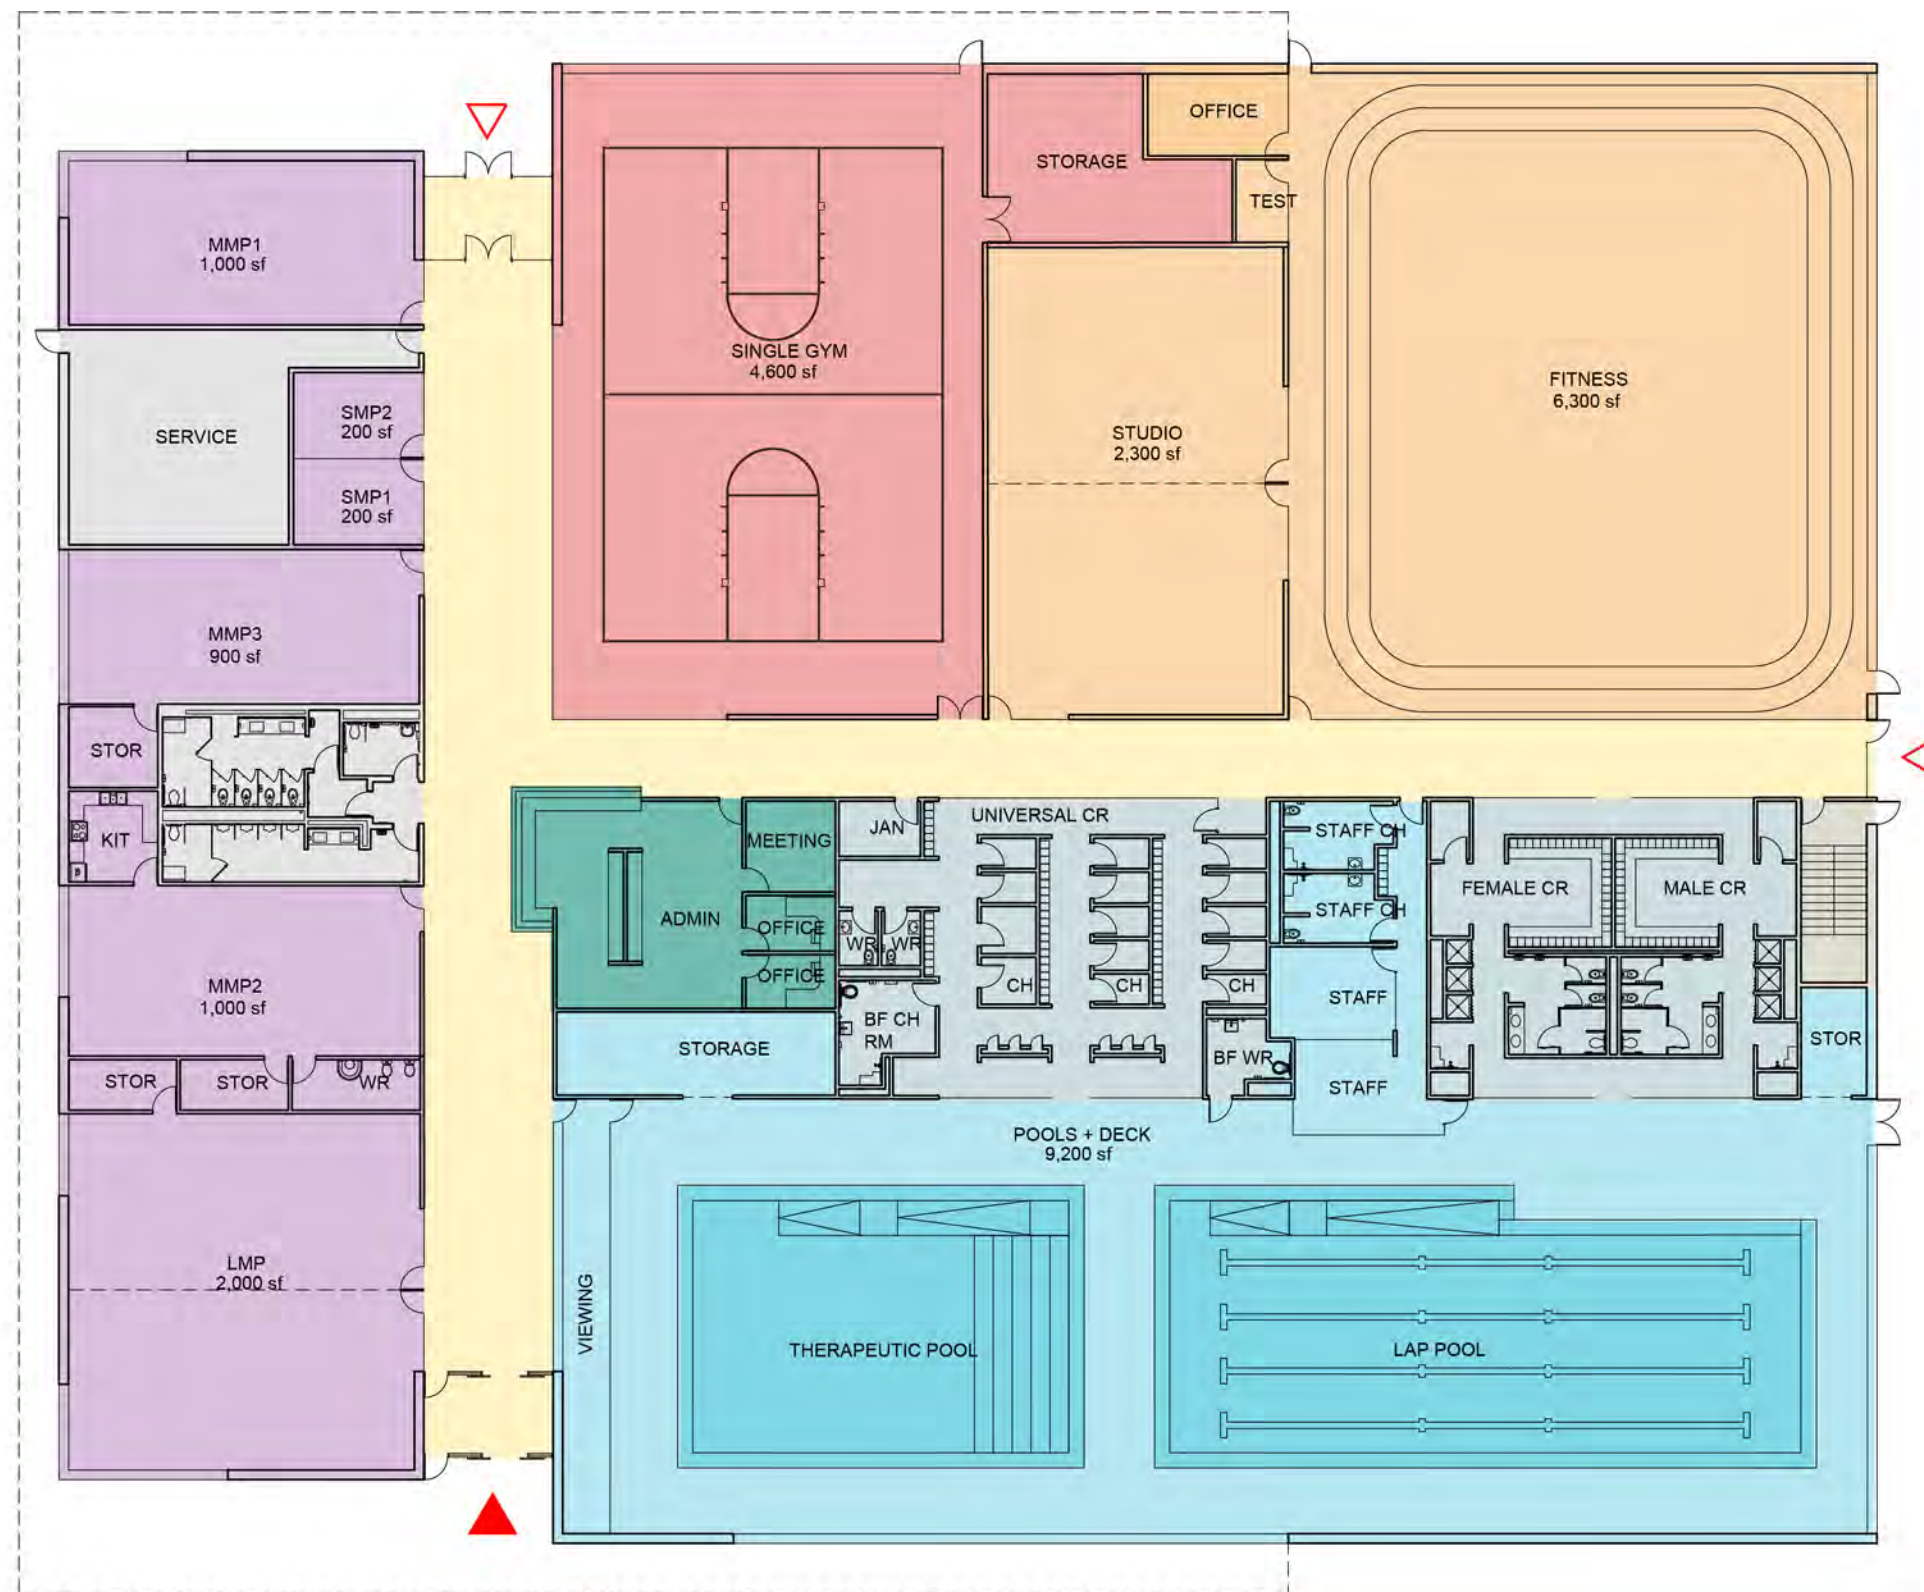 OFFICE
STORAGE
TEST
MMP1
1,000 sf
SINGLE GYM
4,600 sf
FITNESS
6,300 sf
SMP2
200 sf
SERVICE
STUDIO
2,300 sf
SMP1
200 sf
MMP3
900 sf
STOR
KIT
JAN
UNIVERSAL CR
MEETING
STAFF CH
FEMALE CR
MALE CR
ADMIN
OFFICE
STAFF CH
WR
WR
OFFICE
CH
CH
CH
MMP2
1,000 sf
STAFF
BF CH
RM
STORAGE
BF WR
STOR
STOR
STOR
WR
STAFF
POOLS + DECK
9,200 sf
LMP
2,000 sf
VIEWING
THERAPEUTIC POOL
LAP POOL